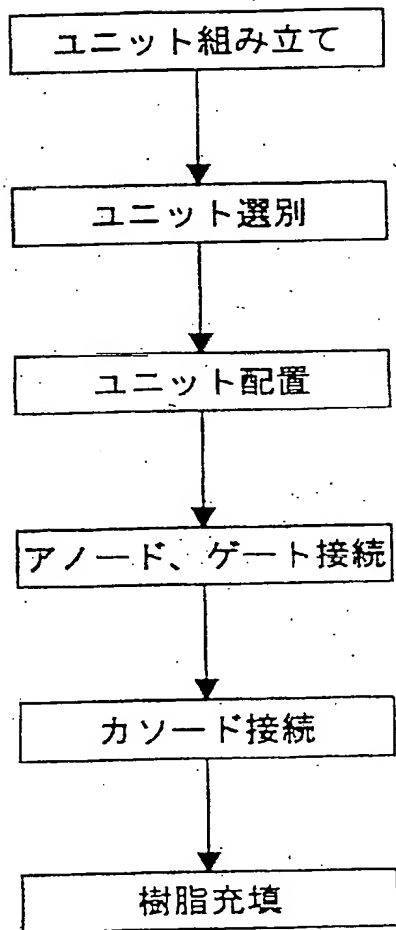 ユニット組み立て
ユニット選別
ユニット配置
アノード、ゲート接続
カソード接続
樹脂充填